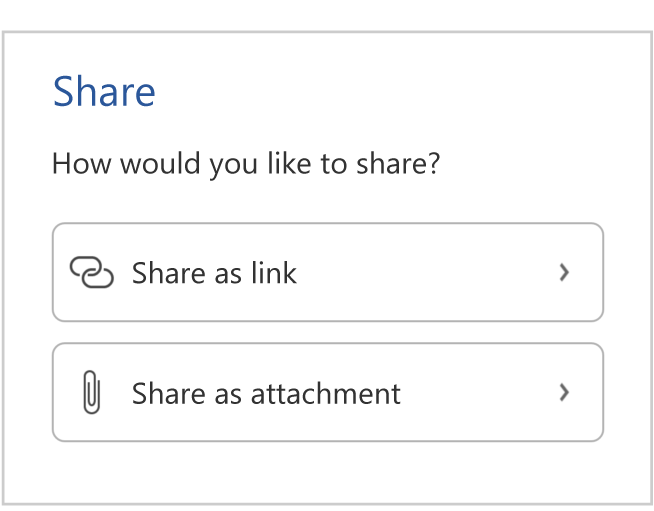 Share
How would you like to share?
Share as link
Share as attachment